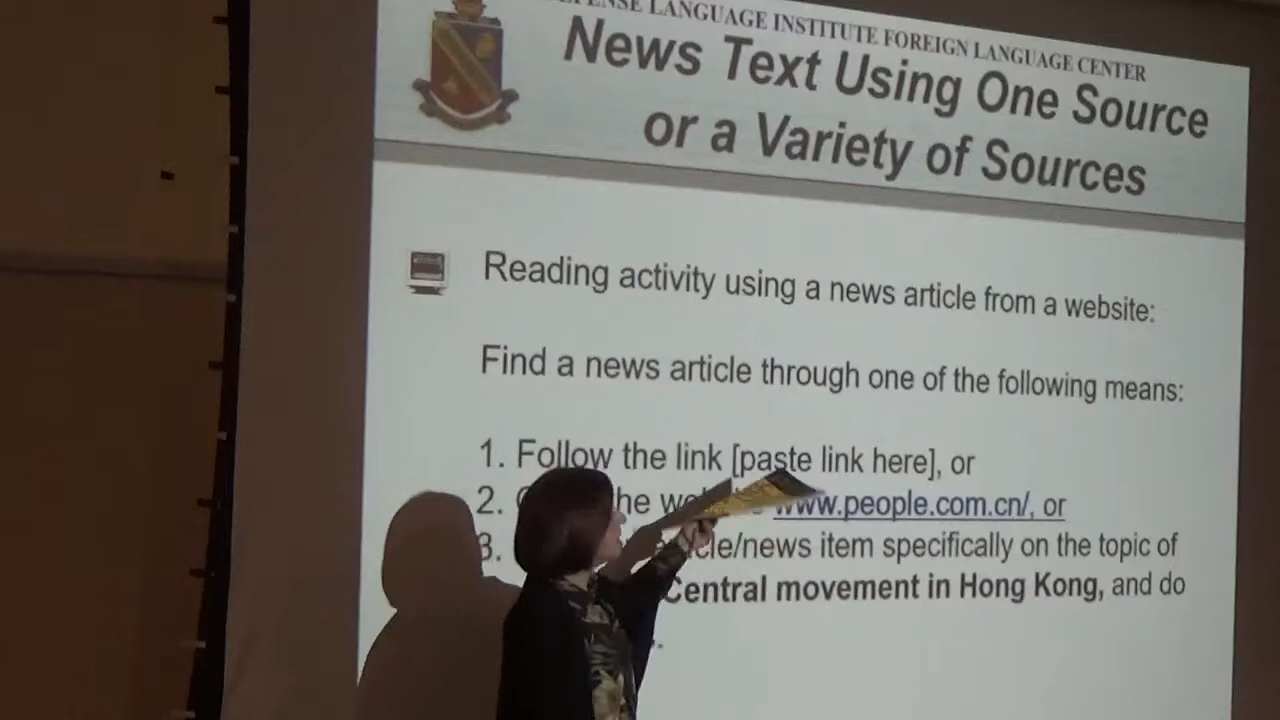 LANGUAGE INSTITUTE FOREIGN LANGUAGE CENTER
News Text Using One Source
or a Variety of Sources
Reading activity using a news article from a website:
Find a news article through one of the following means:
1. Follow the link [paste link here], or
2. the www.people.com.cn/, or
3. item specifically on the topic of
Central movement in Hong Kong, and do